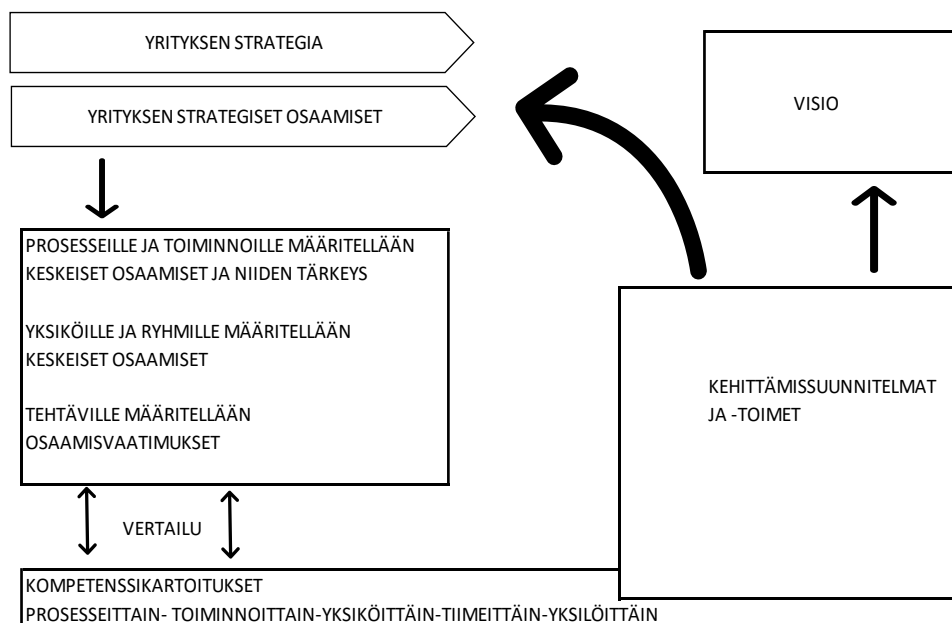 YRITYKSEN STRATEGIA
YRITYKSEN STRATEGISET OSAAMISET
VISIO
PROSESSEILLE JA TOIMINNOILLE MÄÄRITELLÄÄN
KESKEISET OSAAMISET JA NIIDEN TÄRKEYS
YKSIKÖILLE JA RYHMILLE MÄÄRITELLÄÄN
KESKEISET OSAAMISET
TEHTÄVILLE MÄÄRITELLÄÄN
OSAAMISVAATIMUKSET
KEHITTÄMISSUUNNITELMAT
JA -TOIMET
VERTAILU
KOMPETENSSIKARTOITUKSET
PROSESSEITTAIN- TOIMINNOITTAIN-YKSIKÖITTÄIN-TIIMEITTÄIN-YKSILÖITTÄIN